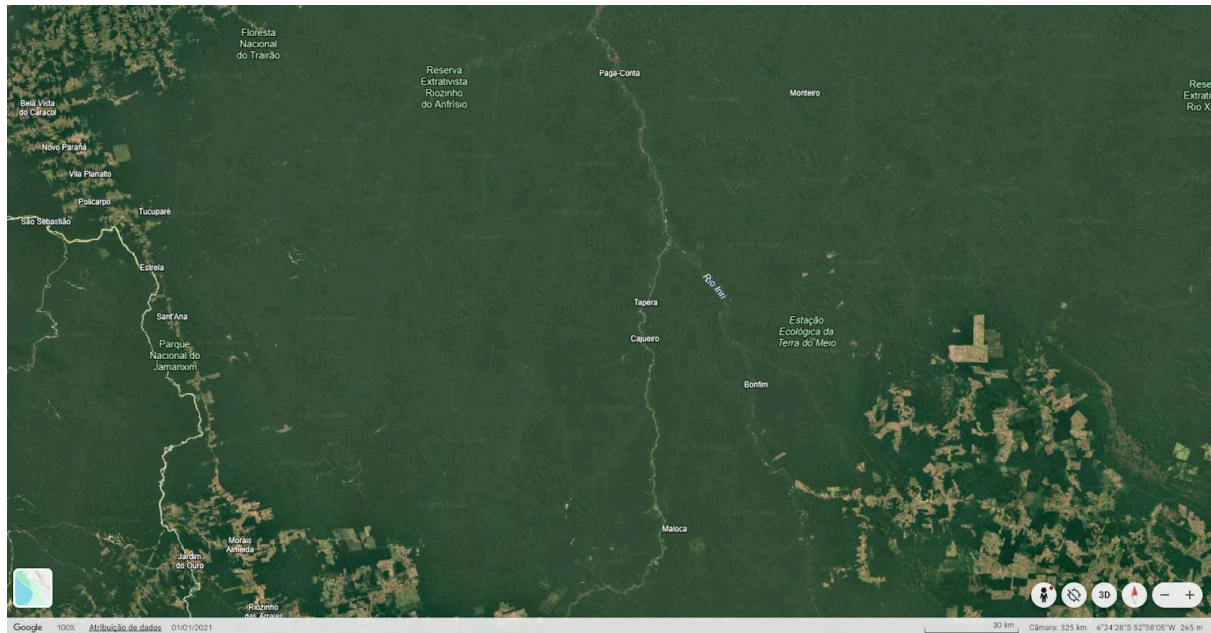 Floresta
Nacional
do Trairão
Reserva
Extrativista
Riozinho
do Anfrísio
Paga-Conta
Monteiro
Rese
Extrati
Rio X
Bela Vista
do Caracol
Novo Paraná
Vila Planalto
Policarpo
Tucuparé
São Sebastião
Estrela
Rio Iriri
Sant'Ana
Tapera
Estação
Ecológica da
Terra do Meio
Parque
Nacional do
Jamanxim
Cajueiro
Bonfim
Maloca
Morais
Almeida
Jardim
do Ouro
Riozinho
das Arraias
3D
Google 100% Atribuição de dados 01/01/2021 30 km Câmara: 325 km 6°24'28"S 52°58'05"W 265 m